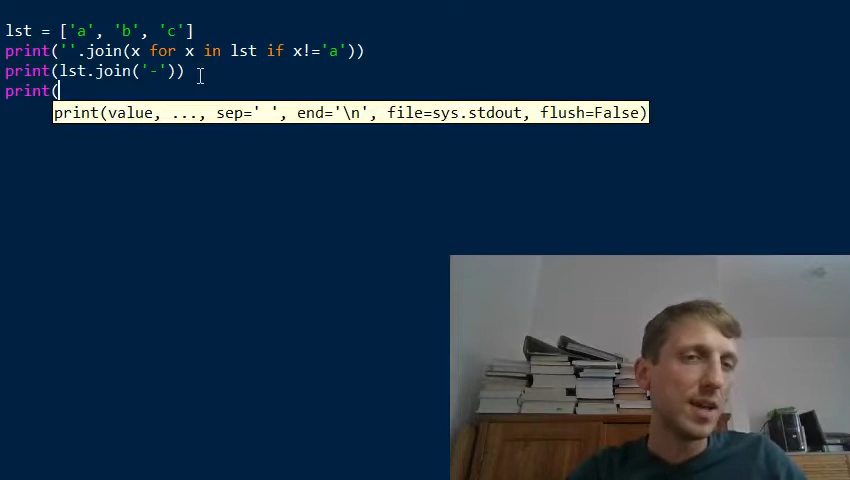 lst = ['a', 'b', 'c']
print(''.join(x for x in lst if x!='a'))
print(lst.join('-'))
print(
print(value, ..., sep=' ', end='\n', file=sys.stdout, flush=False)